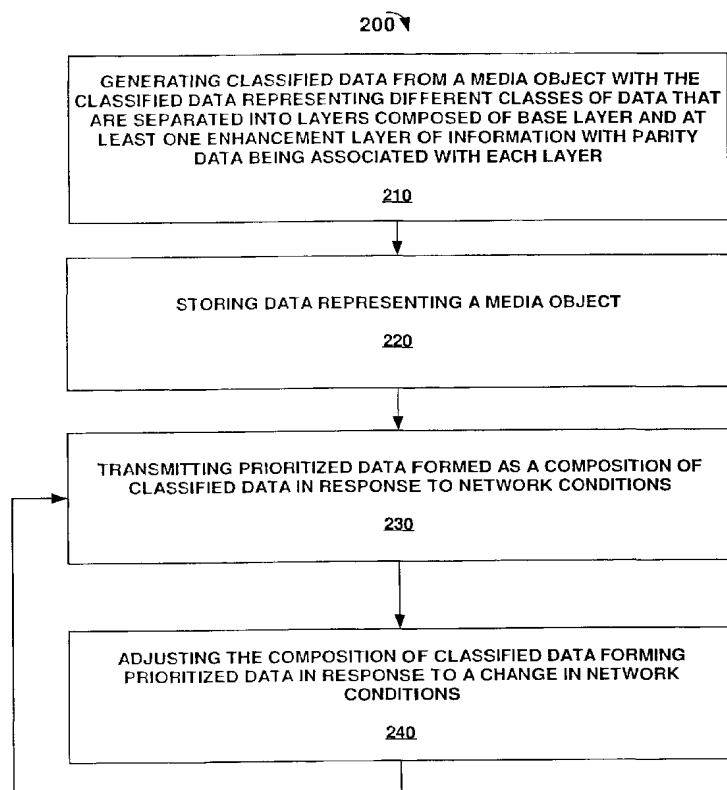 200
GENERATING CLASSIFIED DATA FROM A MEDIA OBJECT WITH THE
CLASSIFIED DATA REPRESENTING DIFFERENT CLASSES OF DATA THAT
ARE SEPARATED INTO LAYERS COMPOSED OF BASE LAYER AND AT
LEAST ONE ENHANCEMENT LAYER OF INFORMATION WITH PARITY
DATA BEING ASSOCIATED WITH EACH LAYER
210
STORING DATA REPRESENTING A MEDIA OBJECT
220
TRANSMITTING PRIORITIZED DATA FORMED AS A COMPOSITION OF
CLASSIFIED DATA IN RESPONSE TO NETWORK CONDITIONS
230
ADJUSTING THE COMPOSITION OF CLASSIFIED DATA FORMING
PRIORITIZED DATA IN RESPONSE TO A CHANGE IN NETWORK
CONDITIONS
240